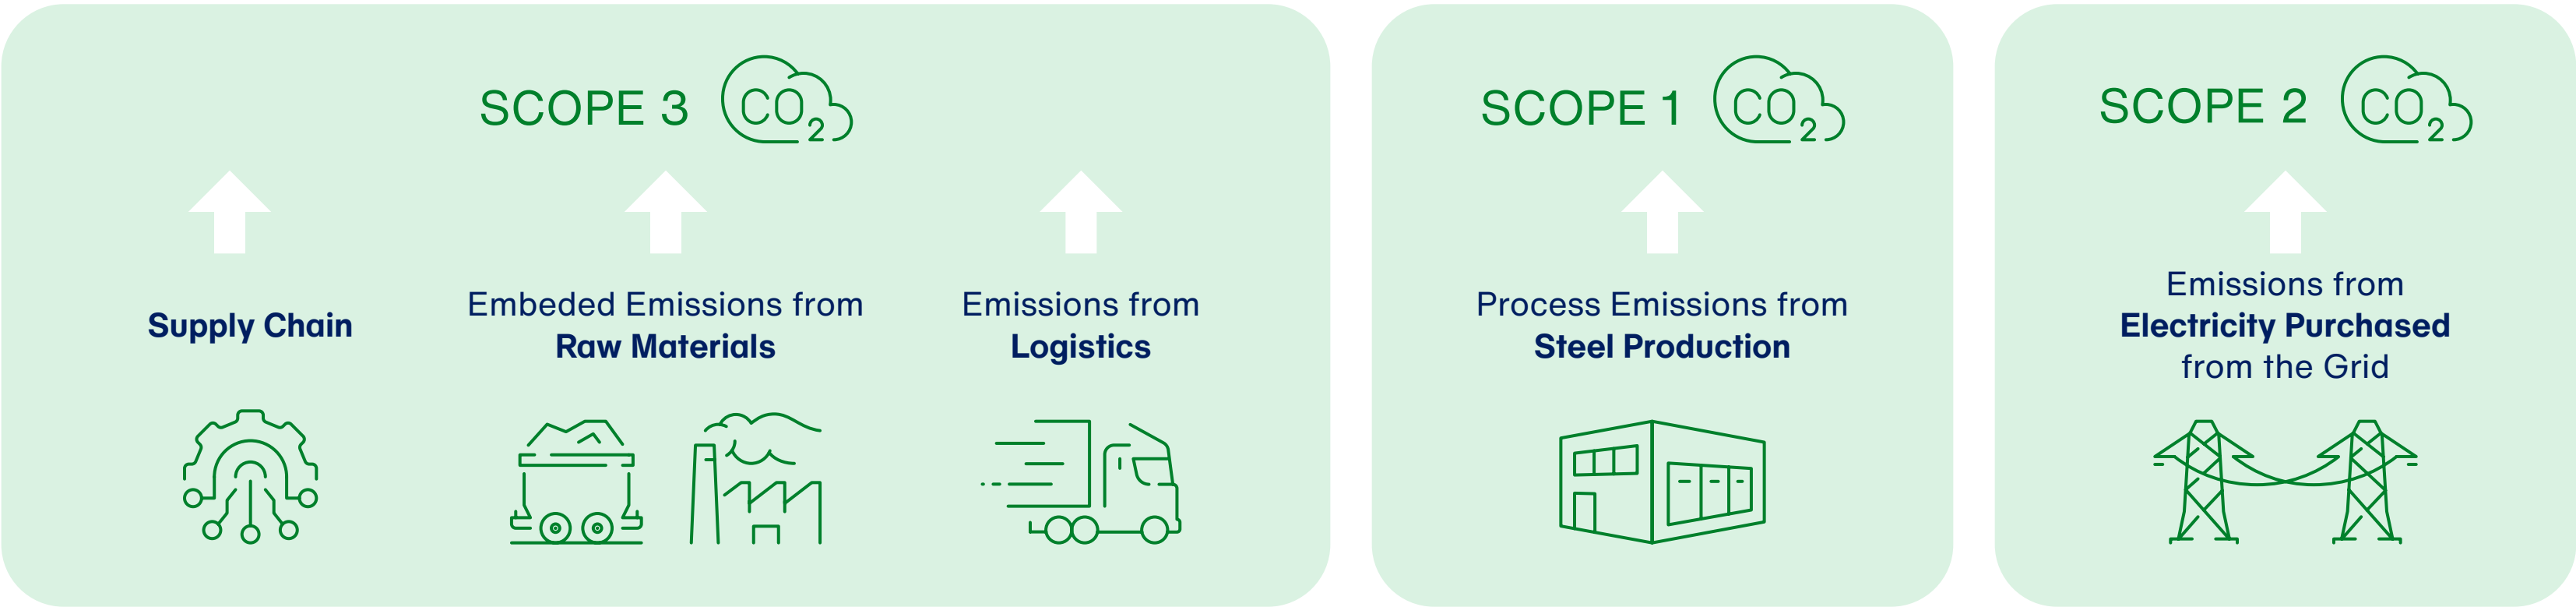 SCOPE 3
CO2
Supply Chain
Embeded Emissions from
Raw Materials
Emissions from
Logistics
SCOPE 1
CO2
Process Emissions from
Steel Production
SCOPE 2
CO2
Emissions from
Electricity Purchased
from the Grid